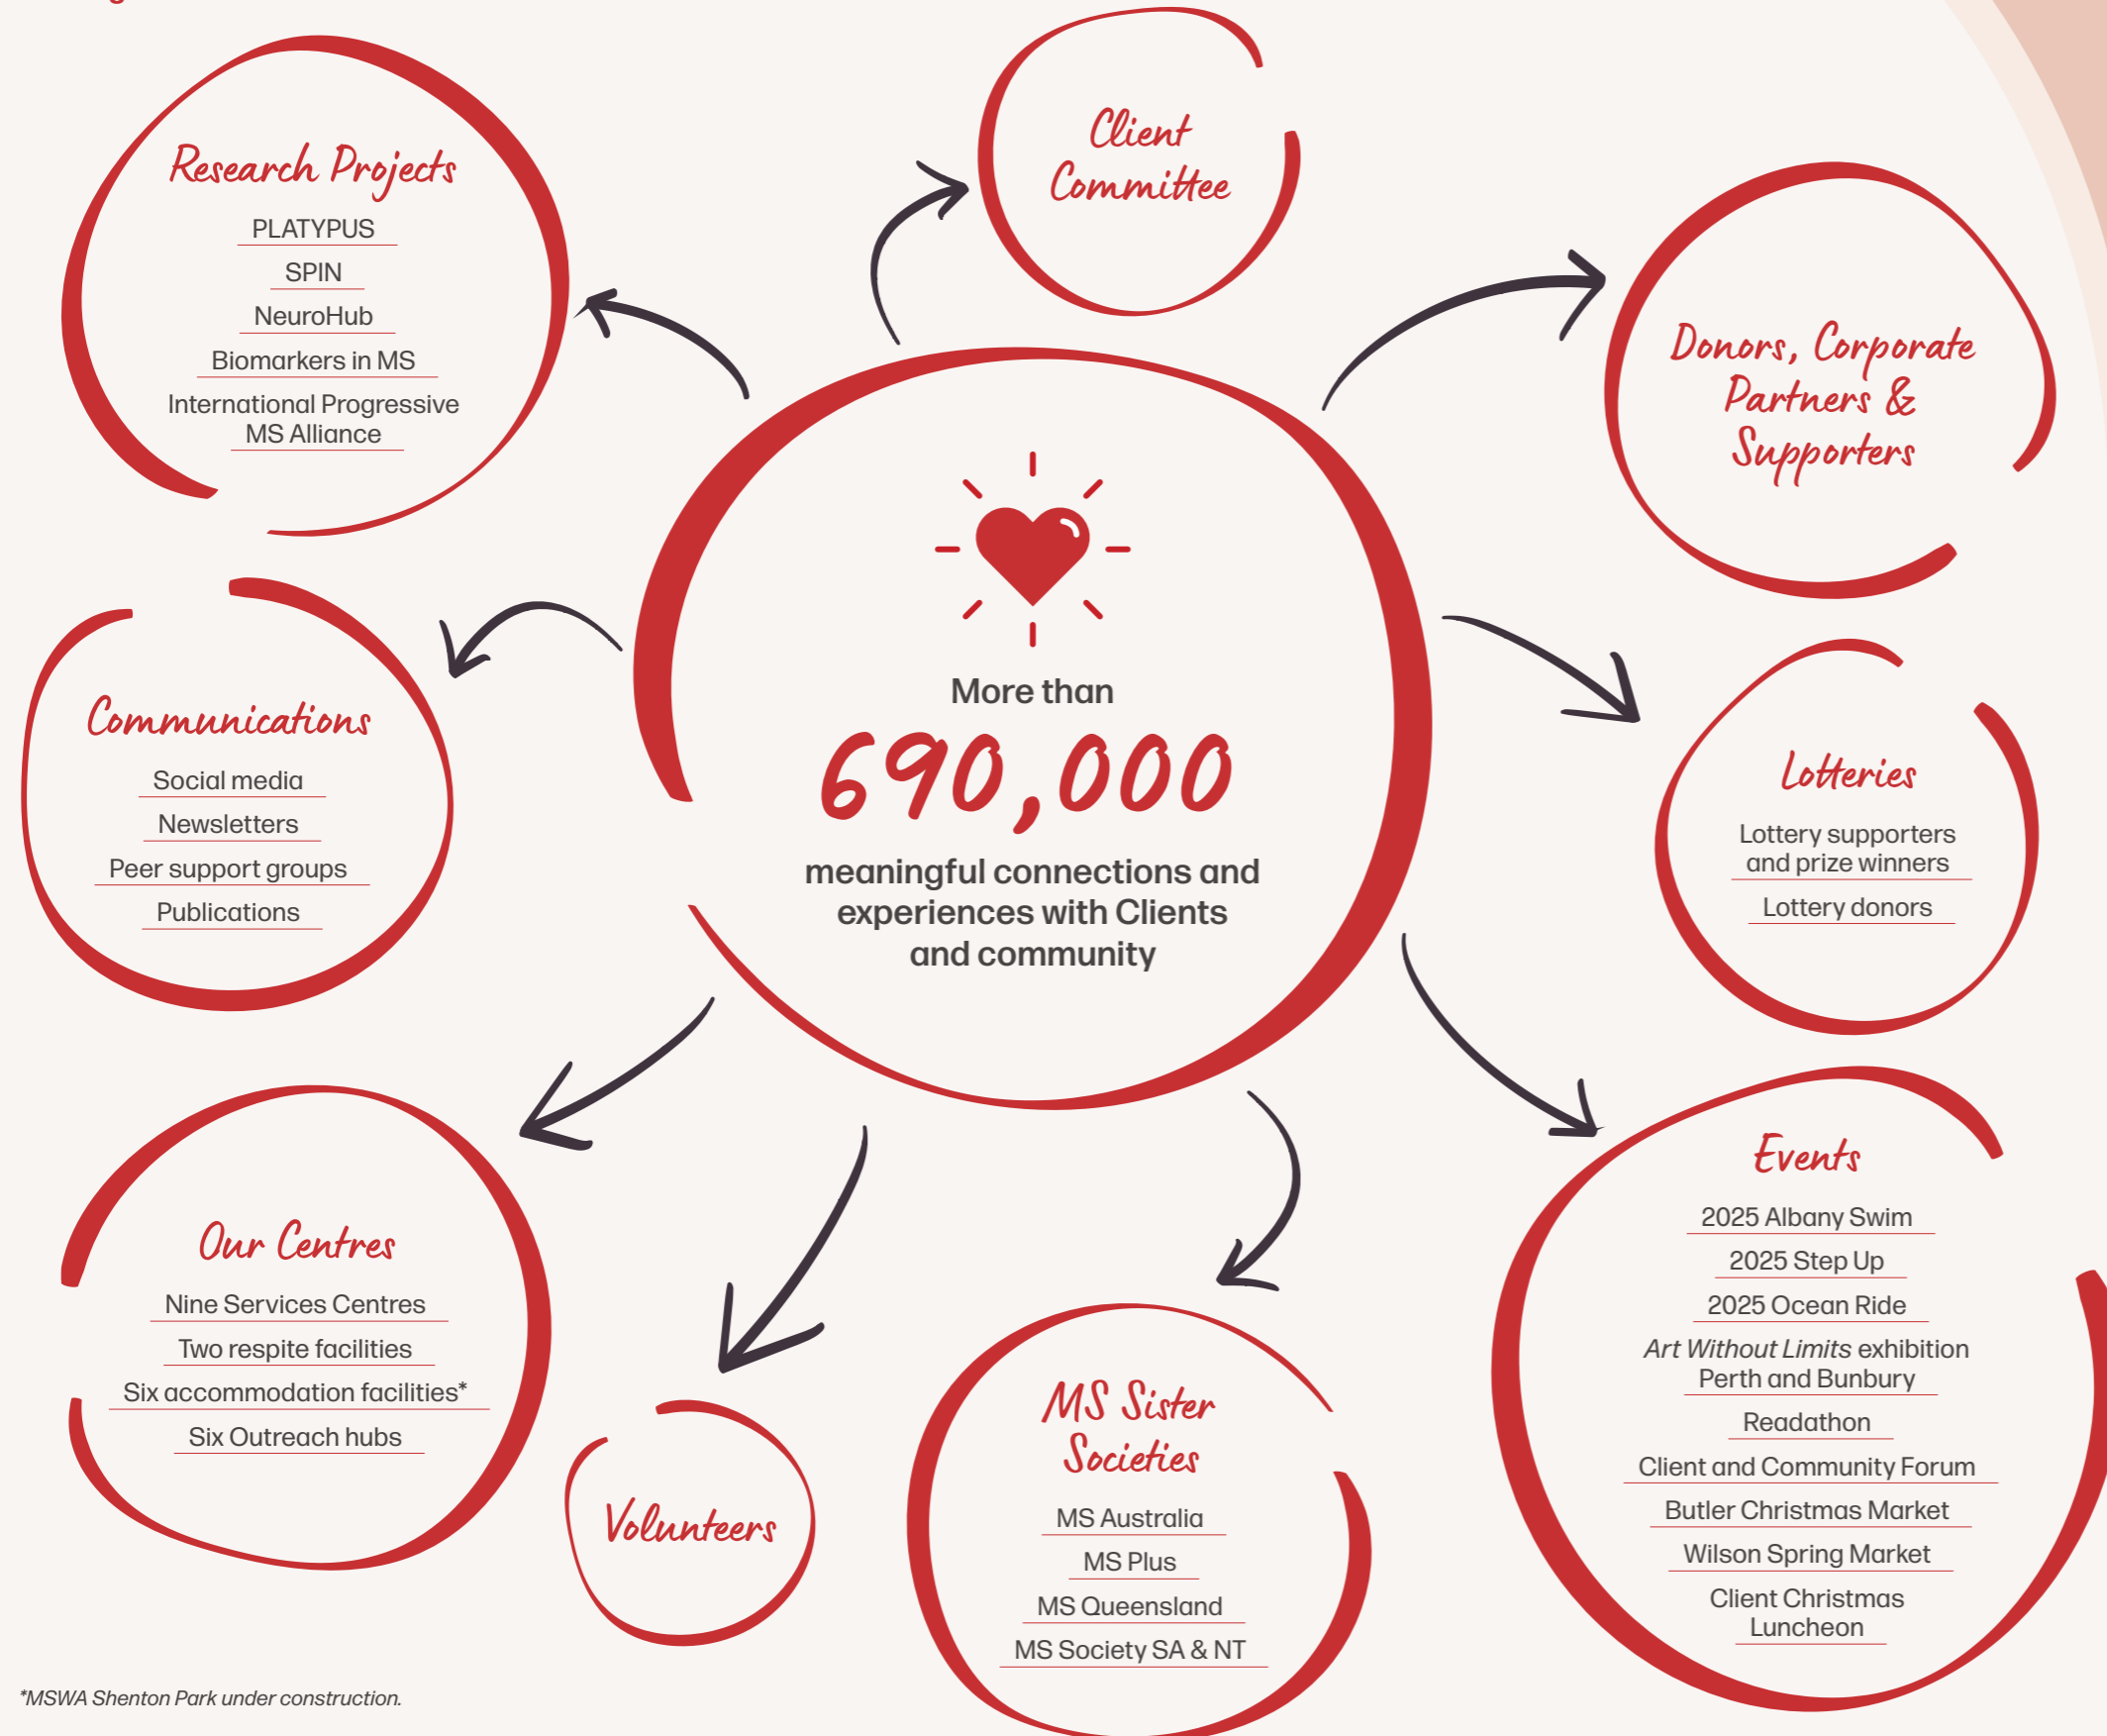 Research Projects
PLATYPUS
SPIN
NeuroHub
Biomarkers in MS
International Progressive
MS Alliance
Client
Committee
Donors, Corporate
Partners &
Supporters
Communications
Social media
Newsletters
Peer support groups
Publications
More than
690,000
meaningful connections and
experiences with Clients
and community
Lotteries
Lottery supporters
and prize winners
Lottery donors
Our Centres
Nine Services Centres
Two respite facilities
Six accommodation facilities*
Six Outreach hubs
Volunteers
MS Sister
Societies
MS Australia
MS Plus
MS Queensland
MS Society SA & NT
Events
2025 Albany Swim
2025 Step Up
2025 Ocean Ride
Art Without Limits exhibition
Perth and Bunbury
Readathon
Client and Community Forum
Butler Christmas Market
Wilson Spring Market
Client Christmas
Luncheon
*MSWA Shenton Park under construction.